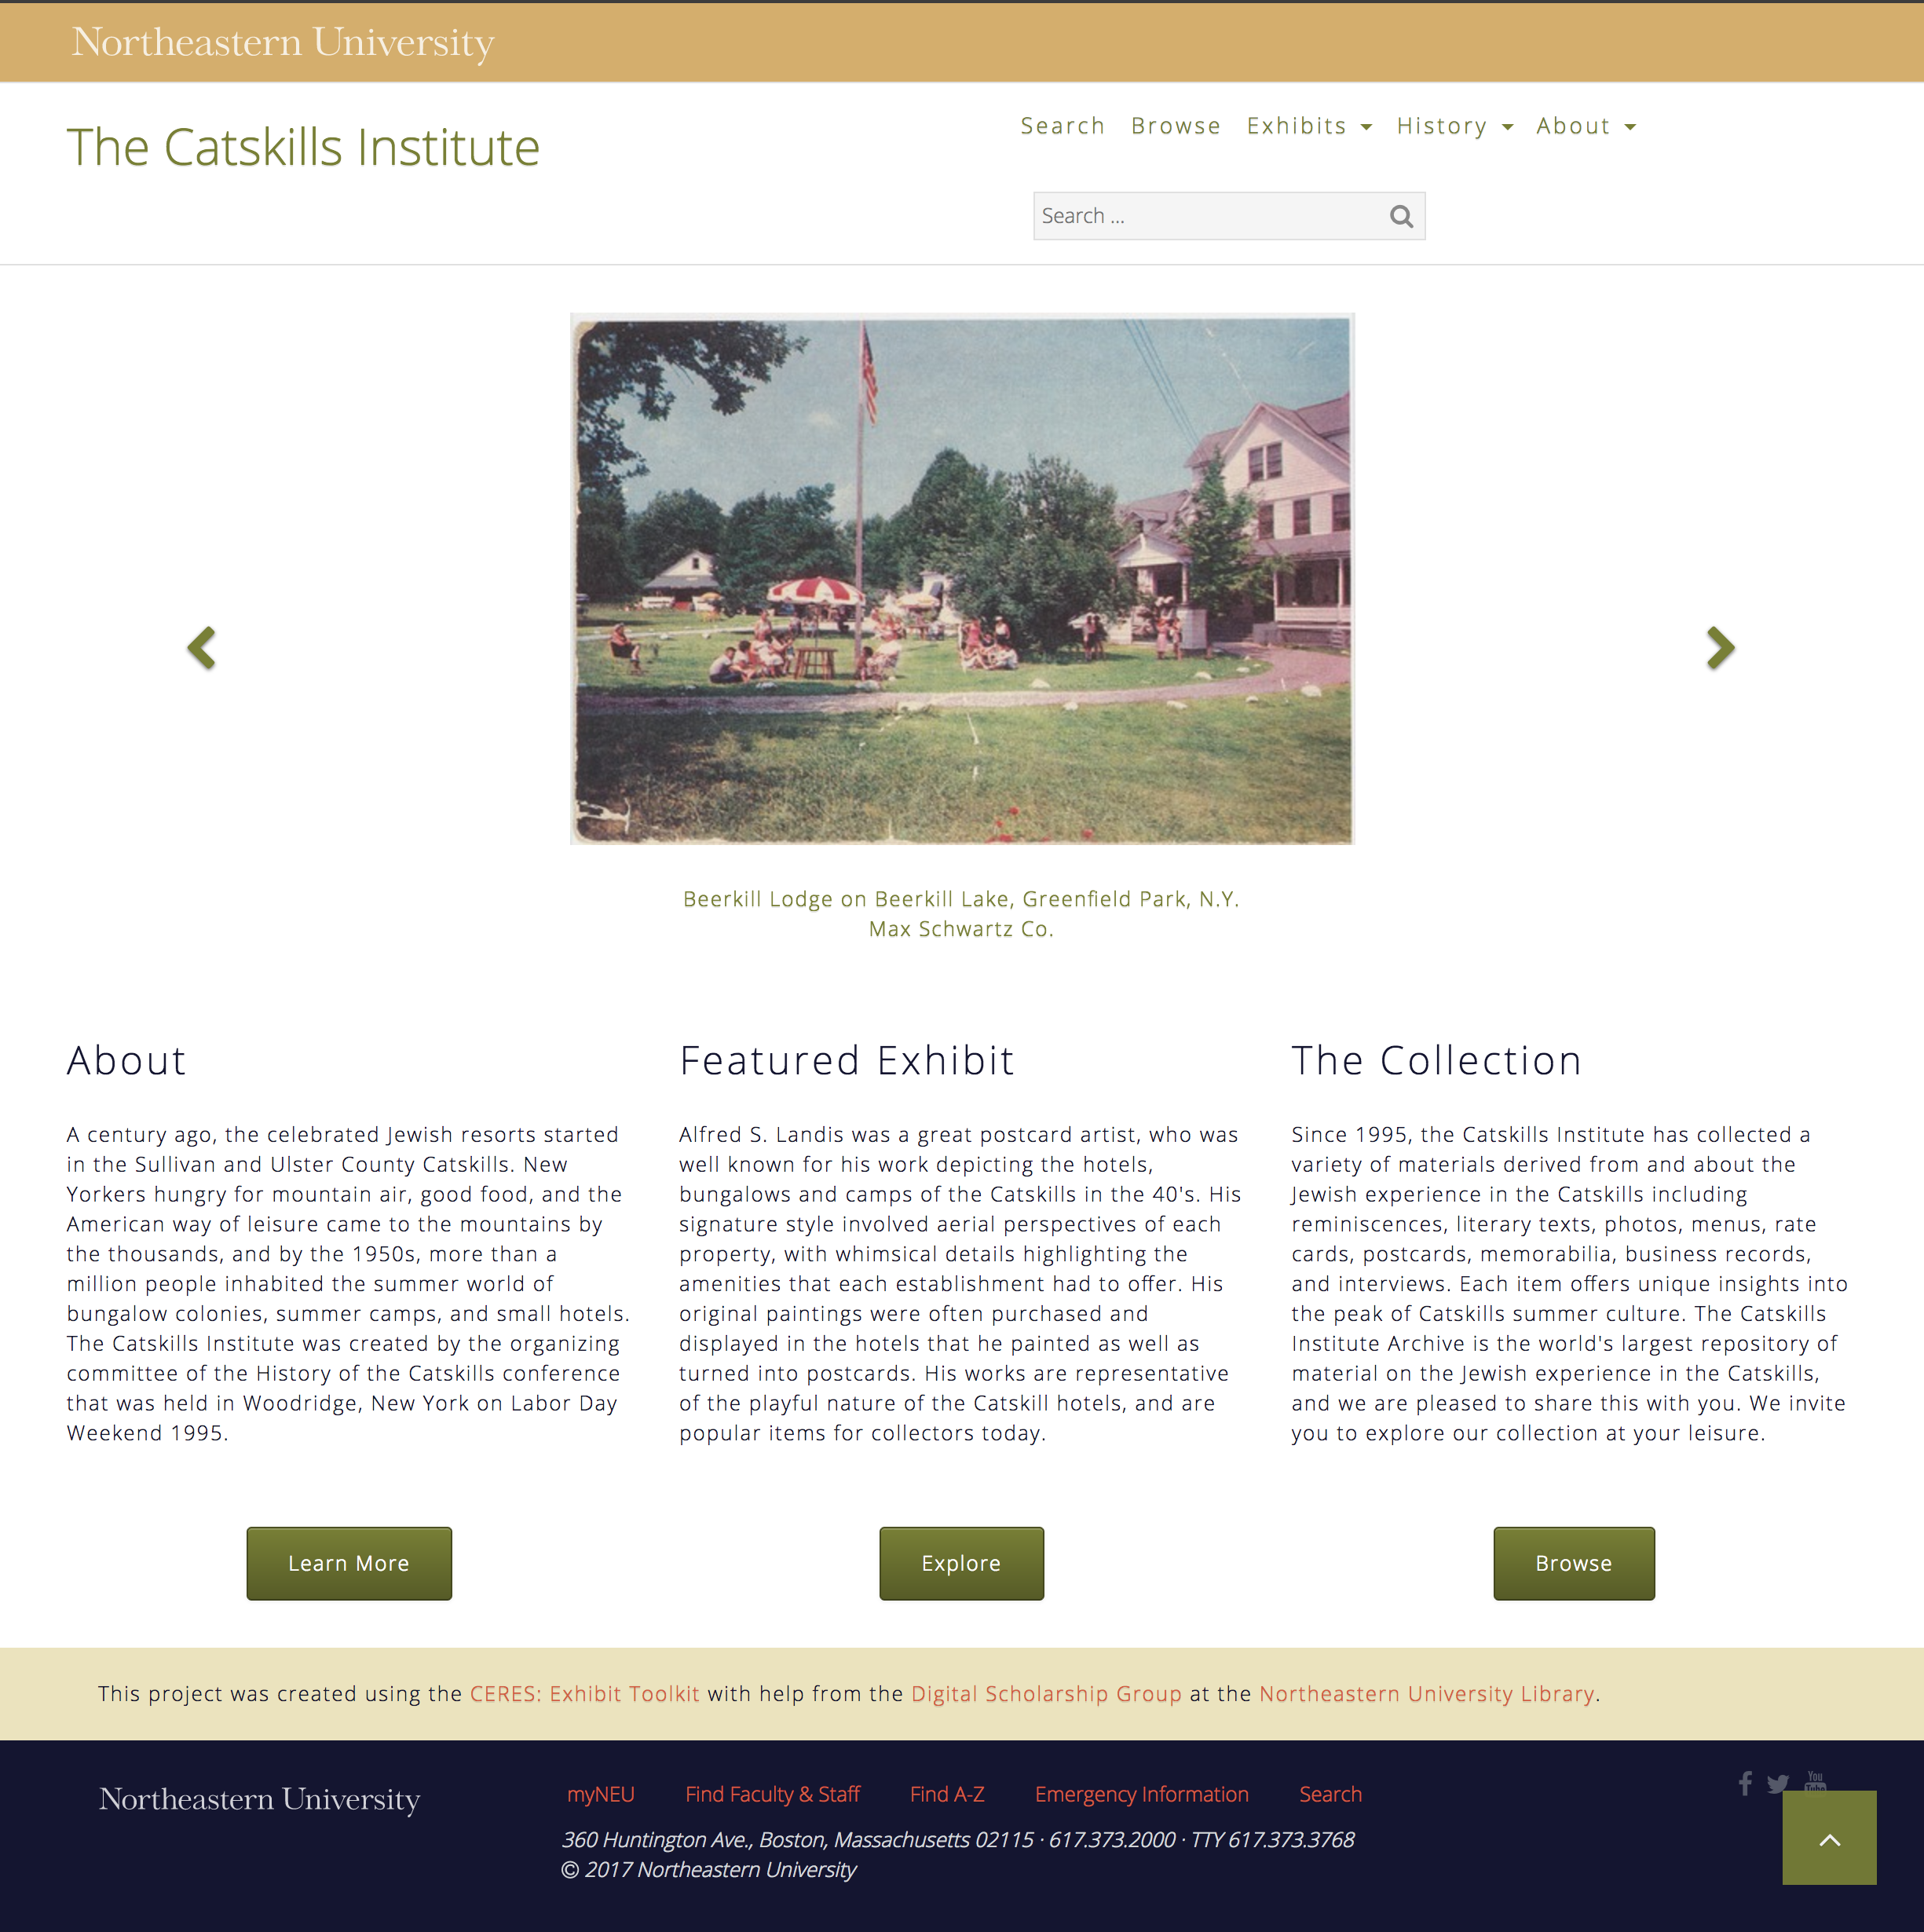 Northeastern University
The Catskills Institute
Search Browse Exhibits History About
Search ...
Beerkill Lodge on Beerkill Lake, Greenfield Park, N.Y.
Max Schwartz Co.
About
A century ago, the celebrated Jewish resorts started
in the Sullivan and Ulster County Catskills. New
Yorkers hungry for mountain air, good food, and the
American way of leisure came to the mountains by
the thousands, and by the 1950s, more than a
million people inhabited the summer world of
bungalow colonies, summer camps, and small hotels.
The Catskills Institute was created by the organizing
committee of the History of the Catskills conference
that was held in Woodridge, New York on Labor Day
Weekend 1995.
Learn More
Featured Exhibit
Alfred S. Landis was a great postcard artist, who was
well known for his work depicting the hotels,
bungalows and camps of the Catskills in the 40's. His
signature style involved aerial perspectives of each
property, with whimsical details highlighting the
amenities that each establishment had to offer. His
original paintings were often purchased and
displayed in the hotels that he painted as well as
turned into postcards. His works are representative
of the playful nature of the Catskill hotels, and are
popular items for collectors today.
Explore
The Collection
Since 1995, the Catskills Institute has collected a
variety of materials derived from and about the
Jewish experience in the Catskills including
reminiscences, literary texts, photos, menus, rate
cards, postcards, memorabilia, business records,
and interviews. Each item offers unique insights into
the peak of Catskills summer culture. The Catskills
Institute Archive is the world's largest repository of
material on the Jewish experience in the Catskills,
and we are pleased to share this with you. We invite
you to explore our collection at your leisure.
Browse
This project was created using the CERES: Exhibit Toolkit with help from the Digital Scholarship Group at the Northeastern University Library.
Northeastern University
myNEU Find Faculty & Staff Find A-Z Emergency Information Search
360 Huntington Ave., Boston, Massachusetts 02115 · 617.373.2000 · TTY 617.373.3768
© 2017 Northeastern University
You
Tube